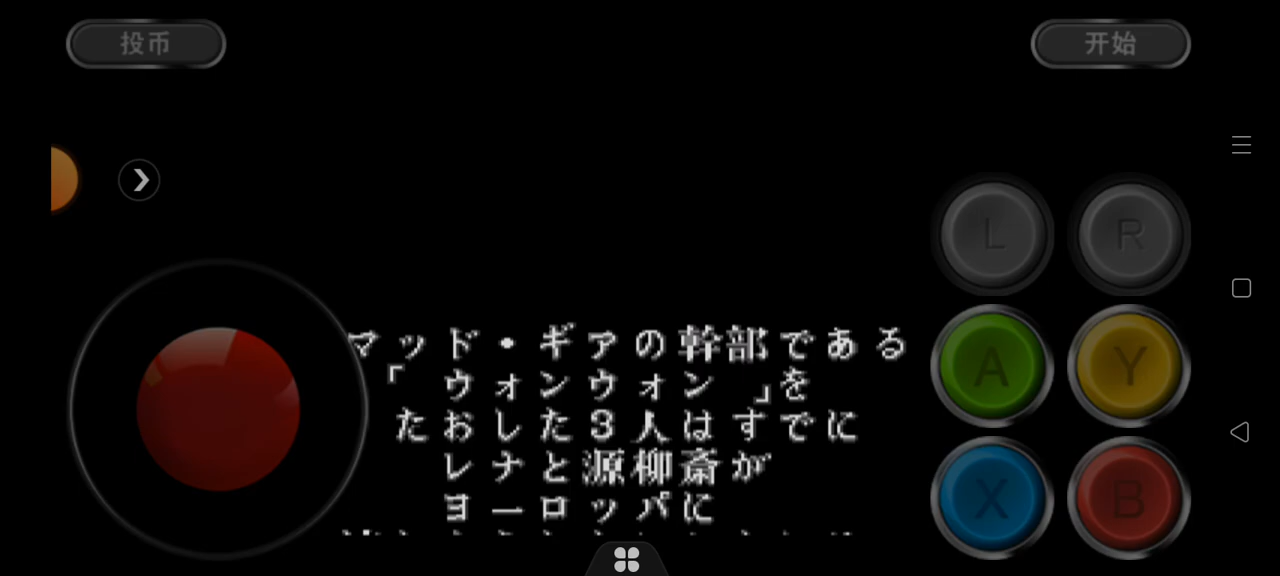 投币
开始
L
R
A
Y
X
B
マッド・ギアの幹部である
「ウォンウォン」を
たおした3人はすでに
レナと源柳斎が
ヨーロッパに